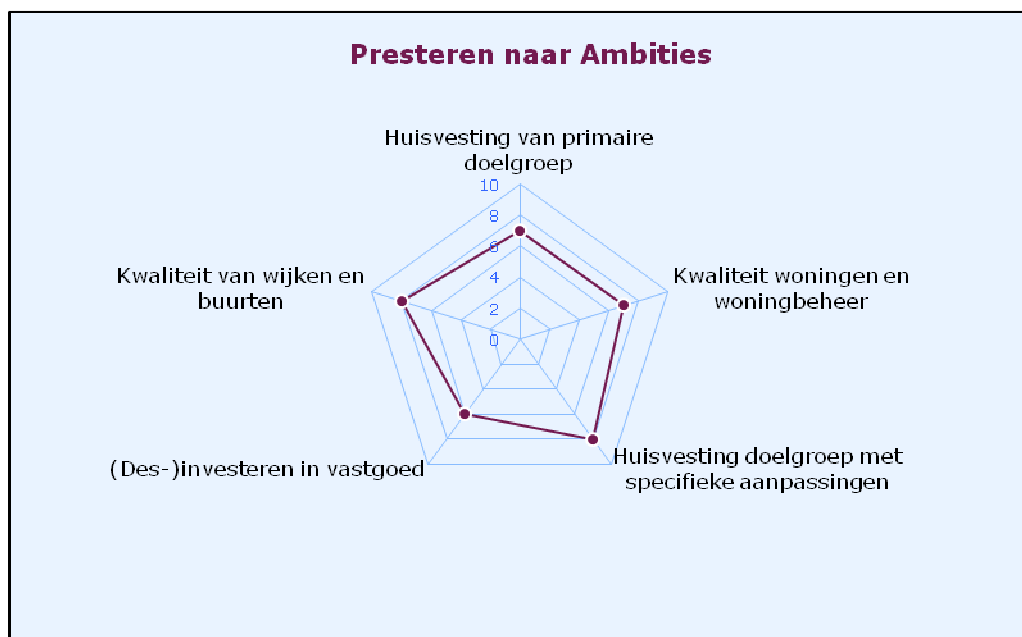 Presteren naar Ambities
Huisvesting van primaire
doelgroep
10
8
6
4
2
0
Kwaliteit van wijken en
buurten
Kwaliteit woningen en
woningbeheer
(Des-)investeren in vastgoed
Huisvesting doelgroep met
specifieke aanpassingen